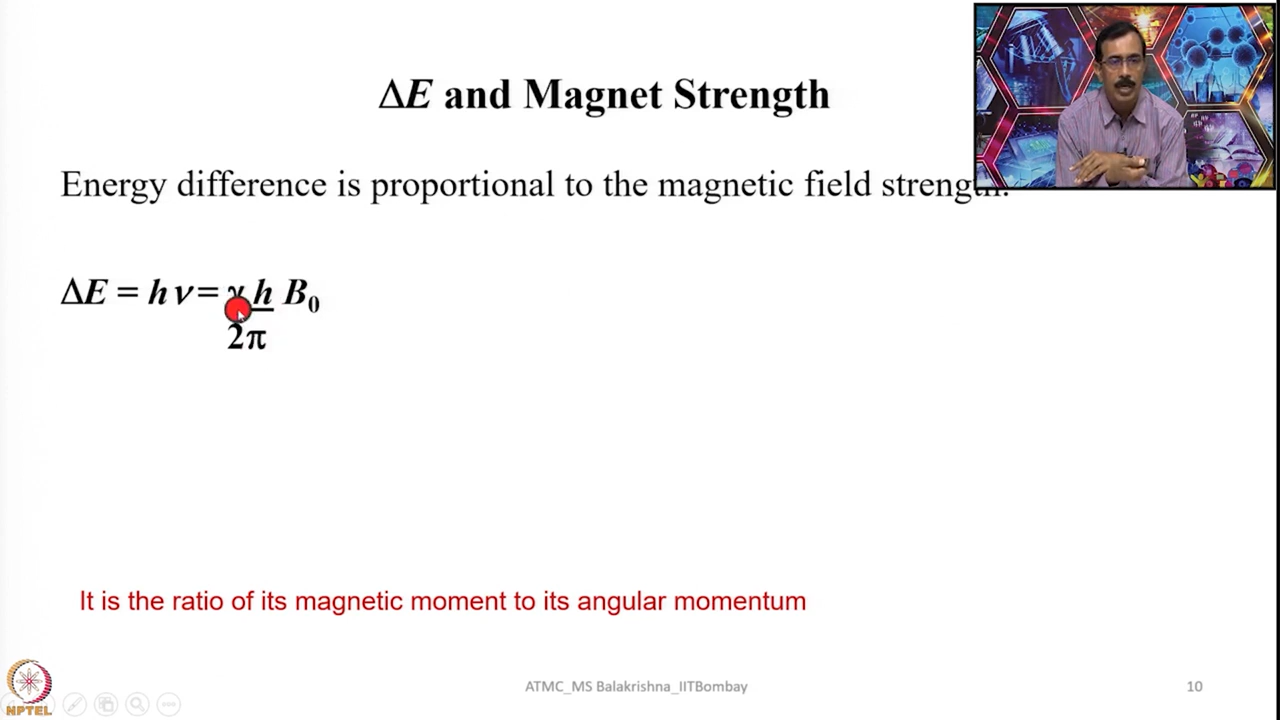 ΔE and Magnet Strength
Energy difference is proportional to the magnetic field strength.
ΔE = h ν = γ h B₀
2π
It is the ratio of its magnetic moment to its angular momentum
NPTEL
ATMC_MS Balakrishna_IITBombay
10